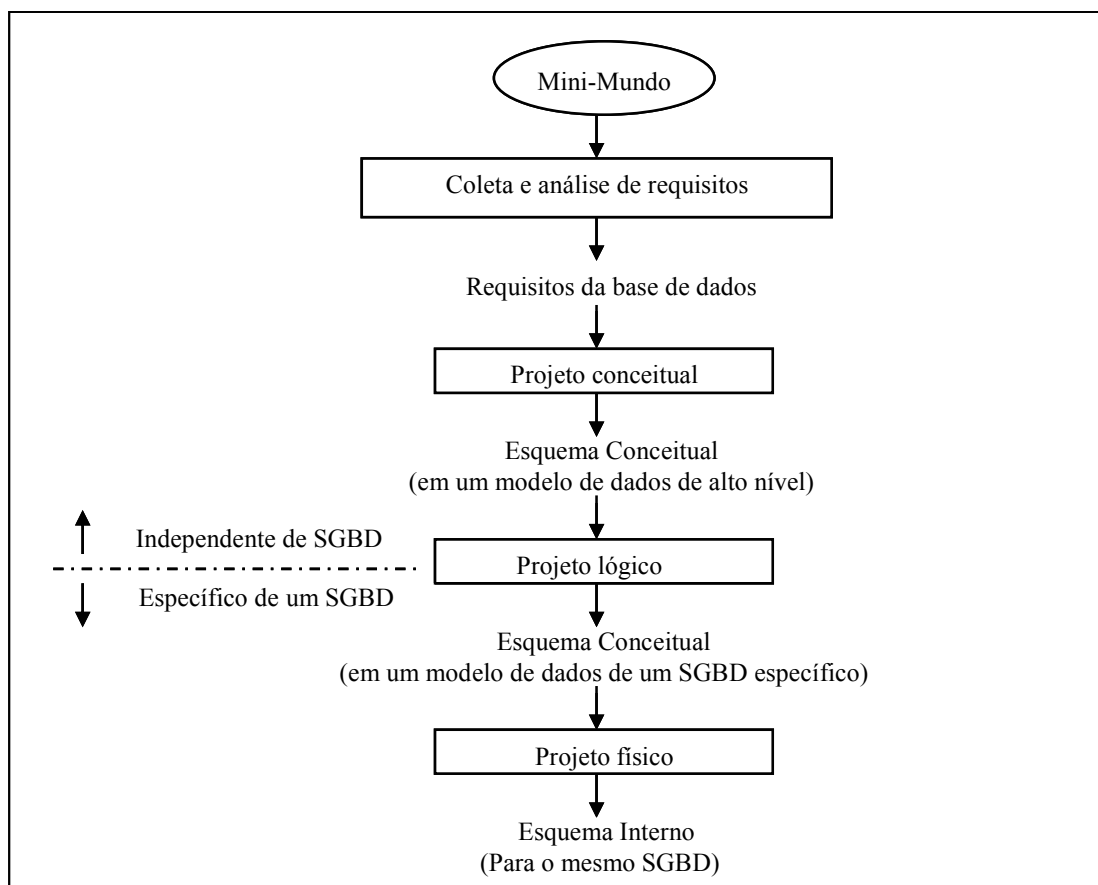 Mini-Mundo
Coleta e análise de requisitos
Requisitos da base de dados
Projeto conceitual
Esquema Conceitual
(em um modelo de dados de alto nível)
Independente de SGBD
Projeto lógico
Específico de um SGBD
Esquema Conceitual
(em um modelo de dados de um SGBD específico)
Projeto físico
Esquema Interno
(Para o mesmo SGBD)